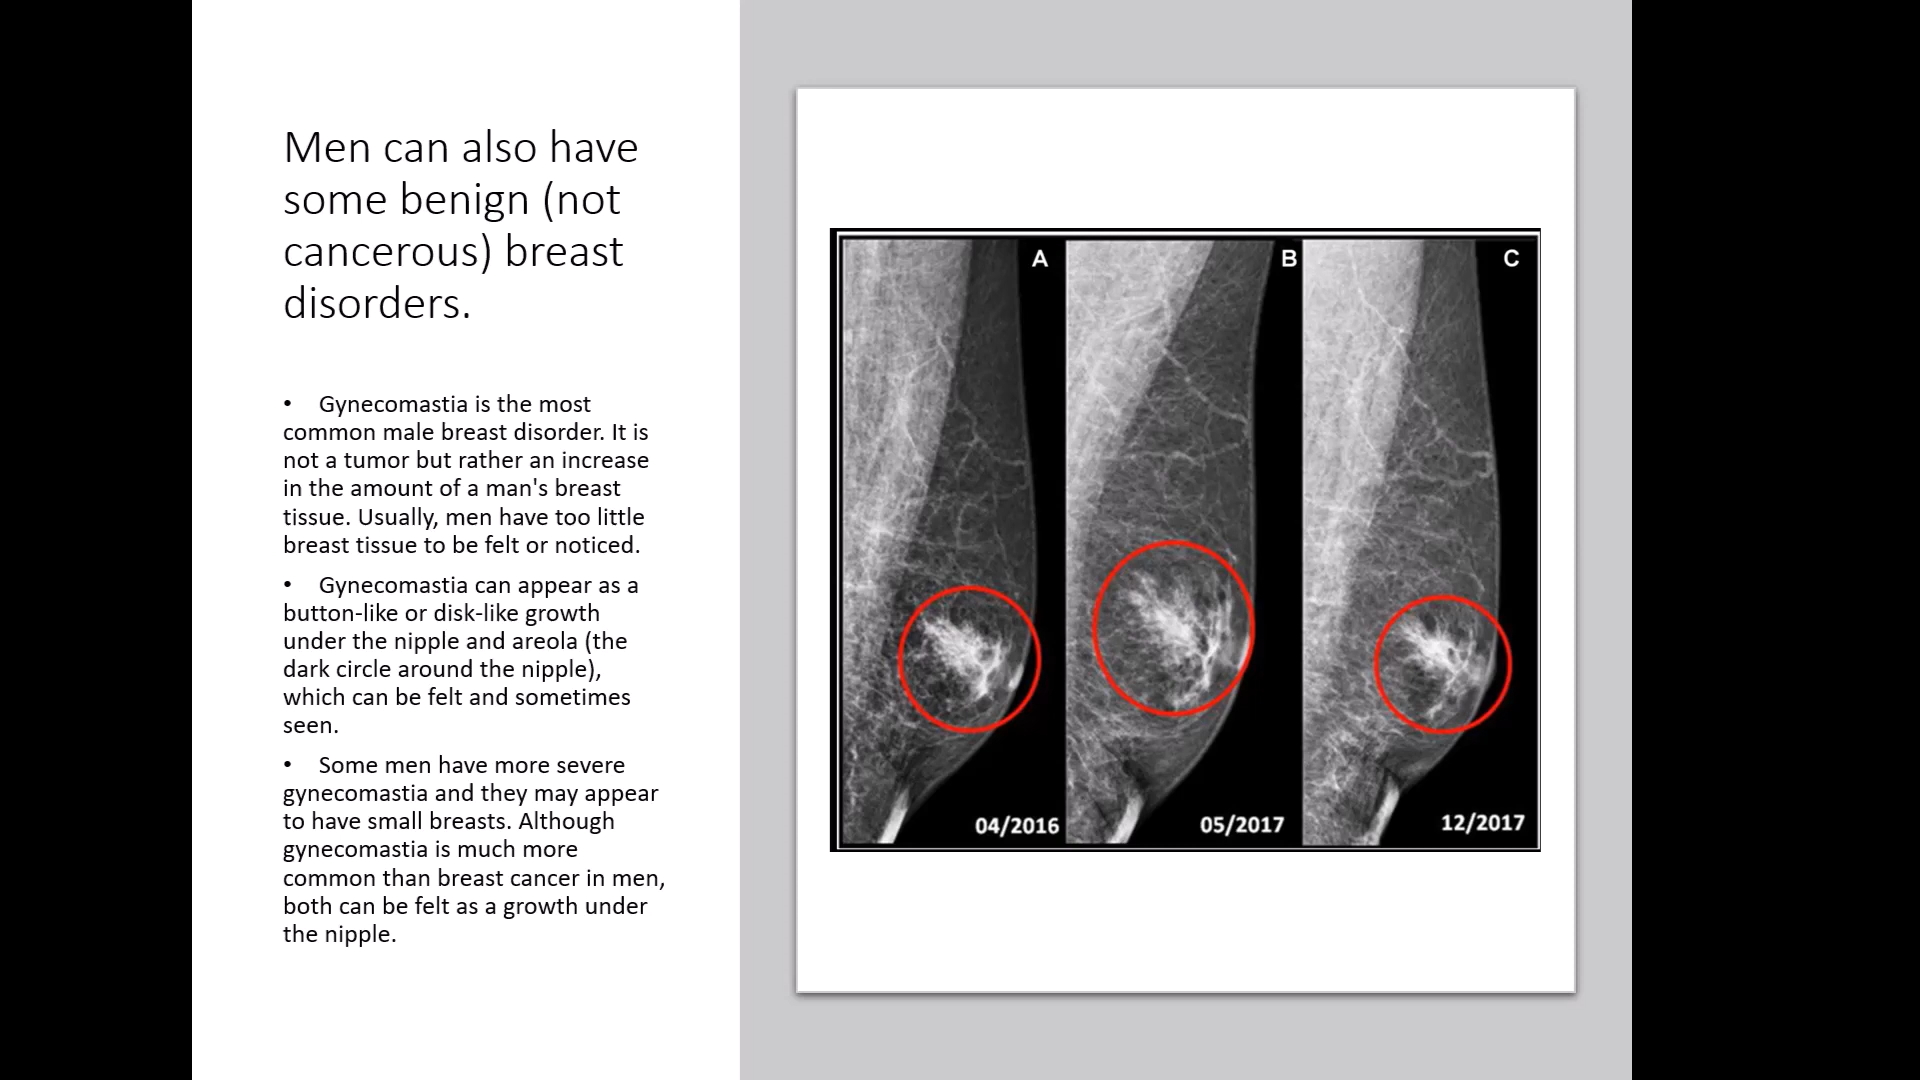 Men can also have
some benign (not
cancerous) breast
disorders.
• Gynecomastia is the most
common male breast disorder. It is
not a tumor but rather an increase
in the amount of a man's breast
tissue. Usually, men have too little
breast tissue to be felt or noticed.
• Gynecomastia can appear as a
button-like or disk-like growth
under the nipple and areola (the
dark circle around the nipple),
which can be felt and sometimes
seen.
• Some men have more severe
gynecomastia and they may appear
to have small breasts. Although
gynecomastia is much more
common than breast cancer in men,
both can be felt as a growth under
the nipple.
A
B
C
04/2016
05/2017
12/2017